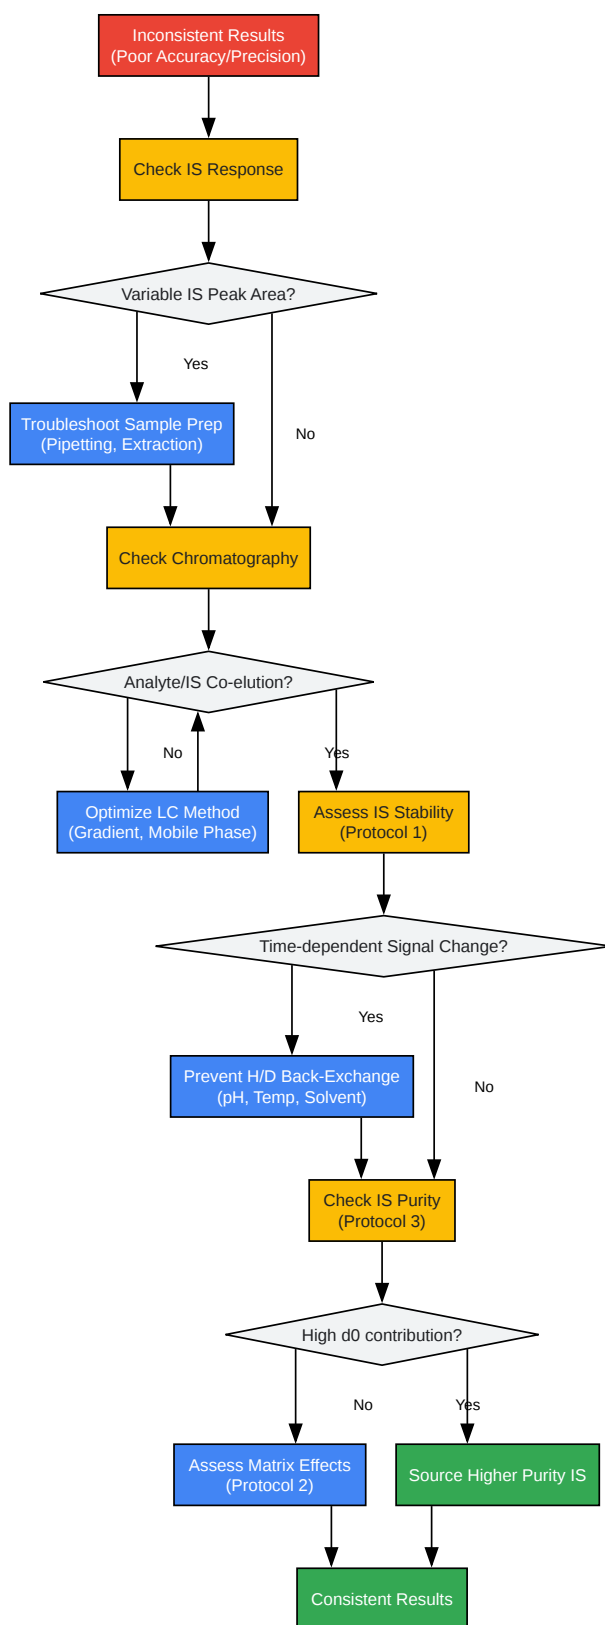 Inconsistent Results
(Poor Accuracy/Precision)
Check IS Response
Variable IS Peak Area?
Yes
Troubleshoot Sample Prep
(Pipetting, Extraction)
No
Check Chromatography
Analyte/IS Co-elution?
No
Yes
Optimize LC Method
(Gradient, Mobile Phase)
Assess IS Stability
(Protocol 1)
Time-dependent Signal Change?
Yes
Prevent H/D Back-Exchange
(pH, Temp, Solvent)
No
Check IS Purity
(Protocol 3)
High d0 contribution?
No
Yes
Assess Matrix Effects
(Protocol 2)
Source Higher Purity IS
Consistent Results